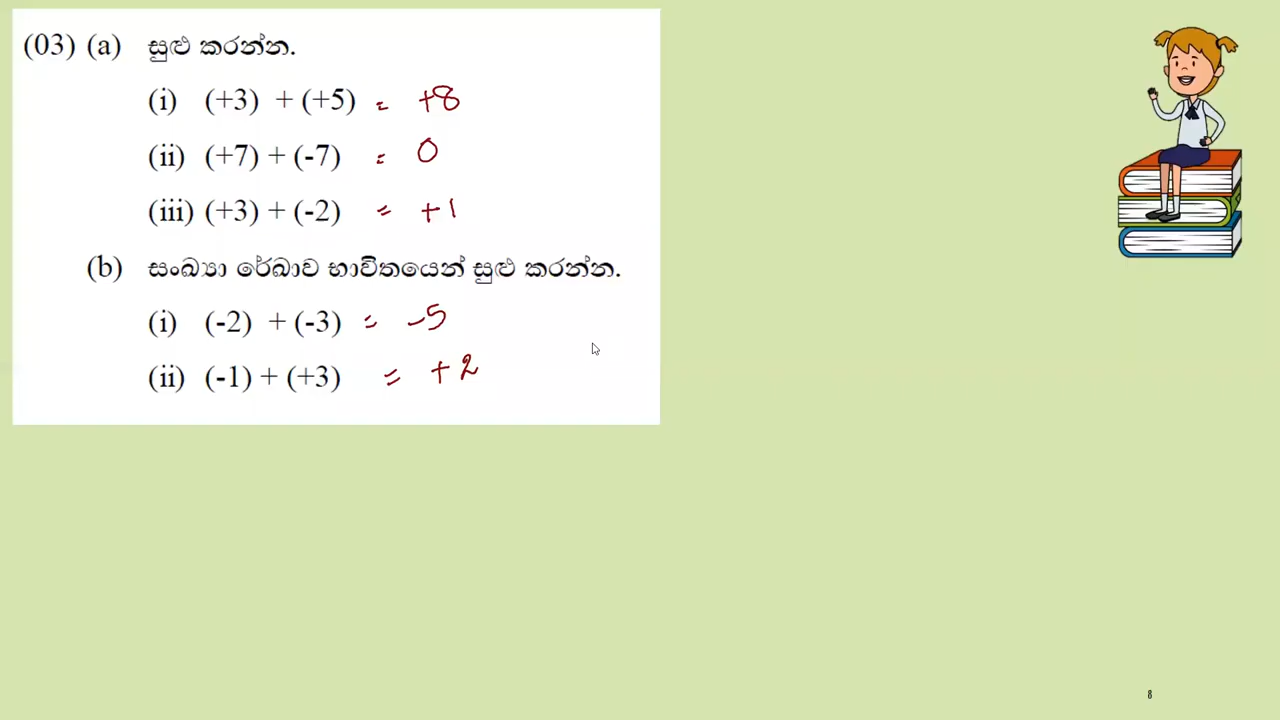 (03) (a) සුළු කරන්න.
(i) (+3) + (+5) = +8
(ii) (+7) + (-7) = 0
(iii) (+3) + (-2) = +1
(b) සංඛ්‍යා රේඛාව භාවිතයෙන් සුළු කරන්න.
(i) (-2) + (-3) = -5
(ii) (-1) + (+3) = +2
8